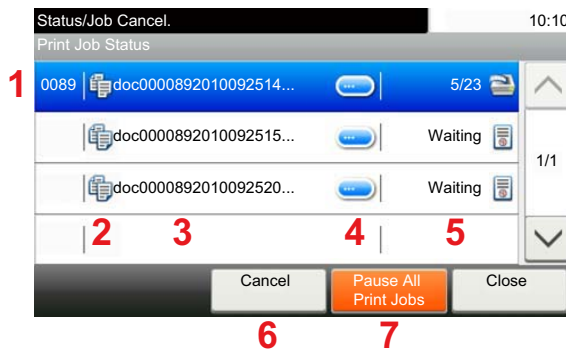 Status/Job Cancel. 10:10
Print Job Status
1 0089 doc0000892010092514... 5/23
doc0000892010092515... Waiting
1/1
doc0000892010092520... Waiting
2 3 4 5
Cancel Pause All Print Jobs Close
6 7